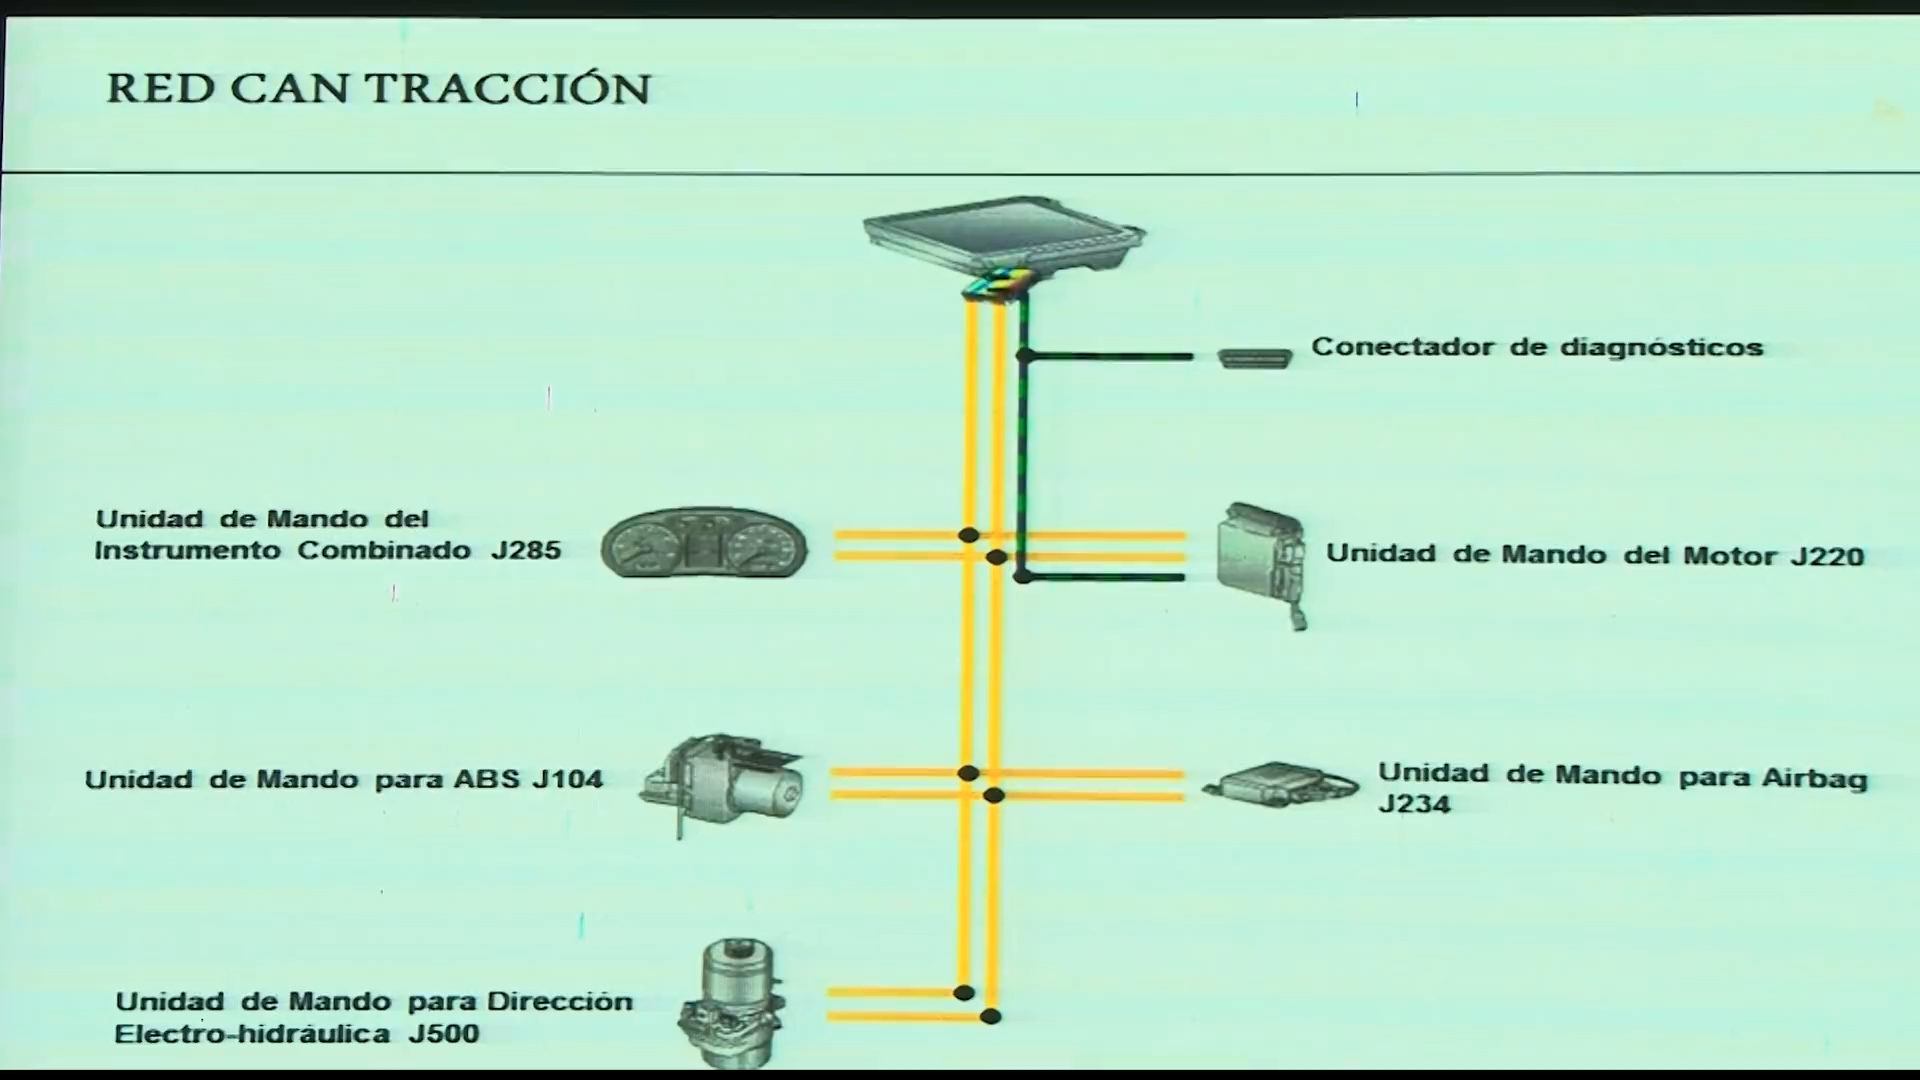 RED CAN TRACCIÓN
Conectador de diagnósticos
Unidad de Mando del
Instrumento Combinado J285
Unidad de Mando del Motor J220
Unidad de Mando para ABS J104
Unidad de Mando para Airbag
J234
Unidad de Mando para Dirección
Electro-hidráulica J500